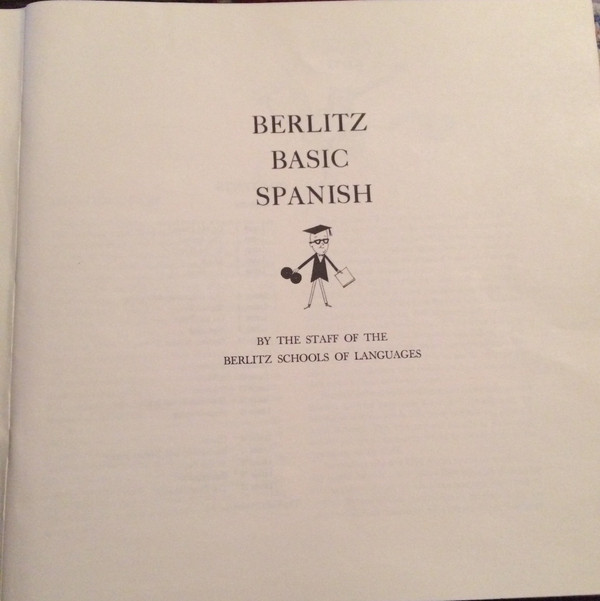 BERLITZ
BASIC
SPANISH
BY THE STAFF OF THE
BERLITZ SCHOOLS OF LANGUAGES